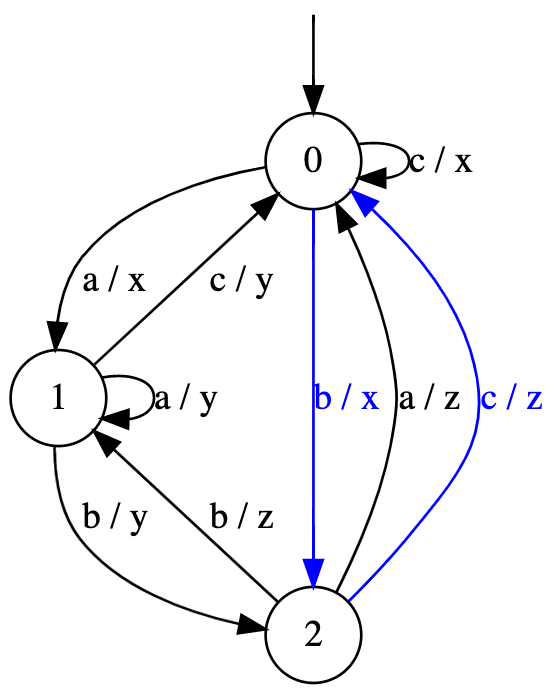 0
c / x
a / x
c / y
1
a / y
b / x
a / z
c / z
b / y
b / z
2